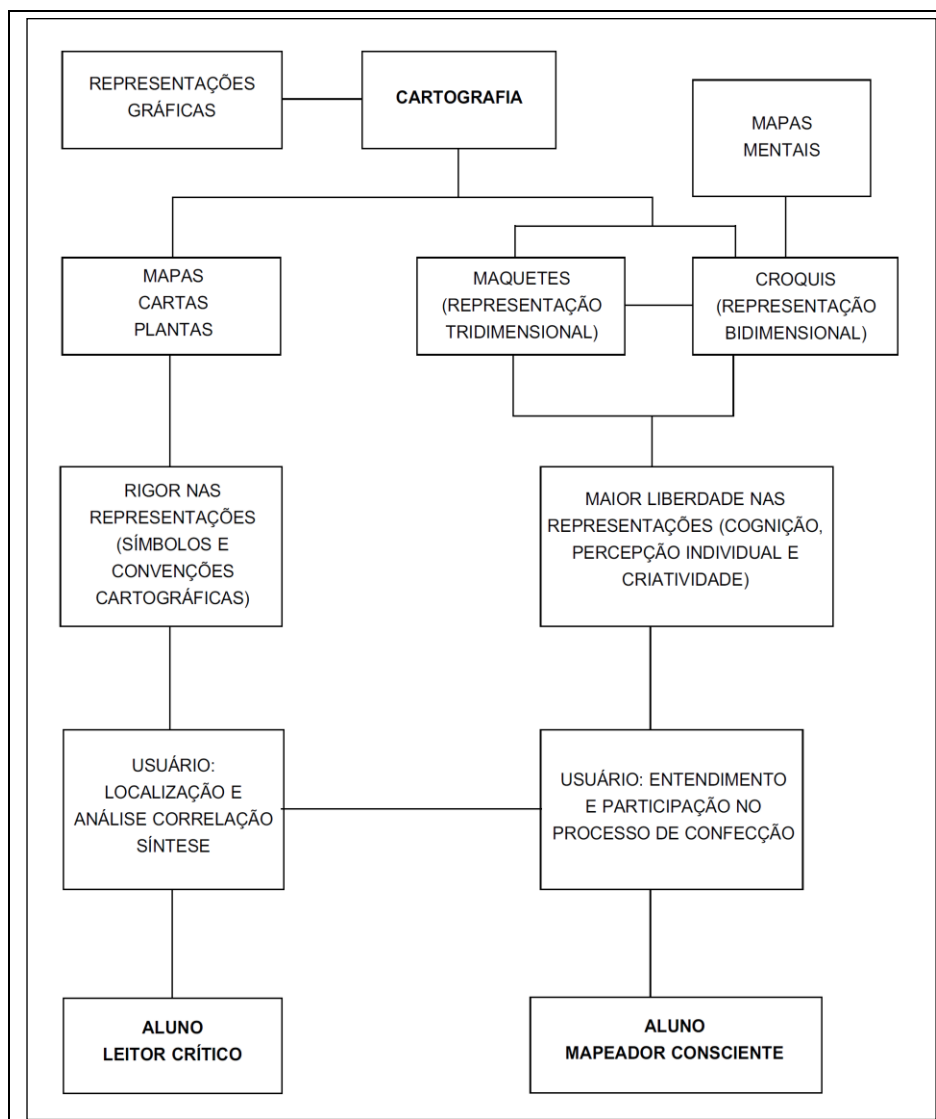 REPRESENTAÇÕES
GRÁFICAS
CARTOGRAFIA
MAPAS
MENTAIS
MAPAS
CARTAS
PLANTAS
MAQUETES
(REPRESENTAÇÃO
TRIDIMENSIONAL)
CROQUIS
(REPRESENTAÇÃO
BIDIMENSIONAL)
RIGOR NAS
REPRESENTAÇÕES
(SÍMBOLOS E
CONVENÇÕES
CARTOGRÁFICAS)
MAIOR LIBERDADE NAS
REPRESENTAÇÕES (COGNIÇÃO,
PERCEPÇÃO INDIVIDUAL E
CRIATIVIDADE)
USUÁRIO:
LOCALIZAÇÃO E
ANÁLISE CORRELAÇÃO
SÍNTESE
USUÁRIO: ENTENDIMENTO
E PARTICIPAÇÃO NO
PROCESSO DE CONFECÇÃO
ALUNO
LEITOR CRÍTICO
ALUNO
MAPEADOR CONSCIENTE